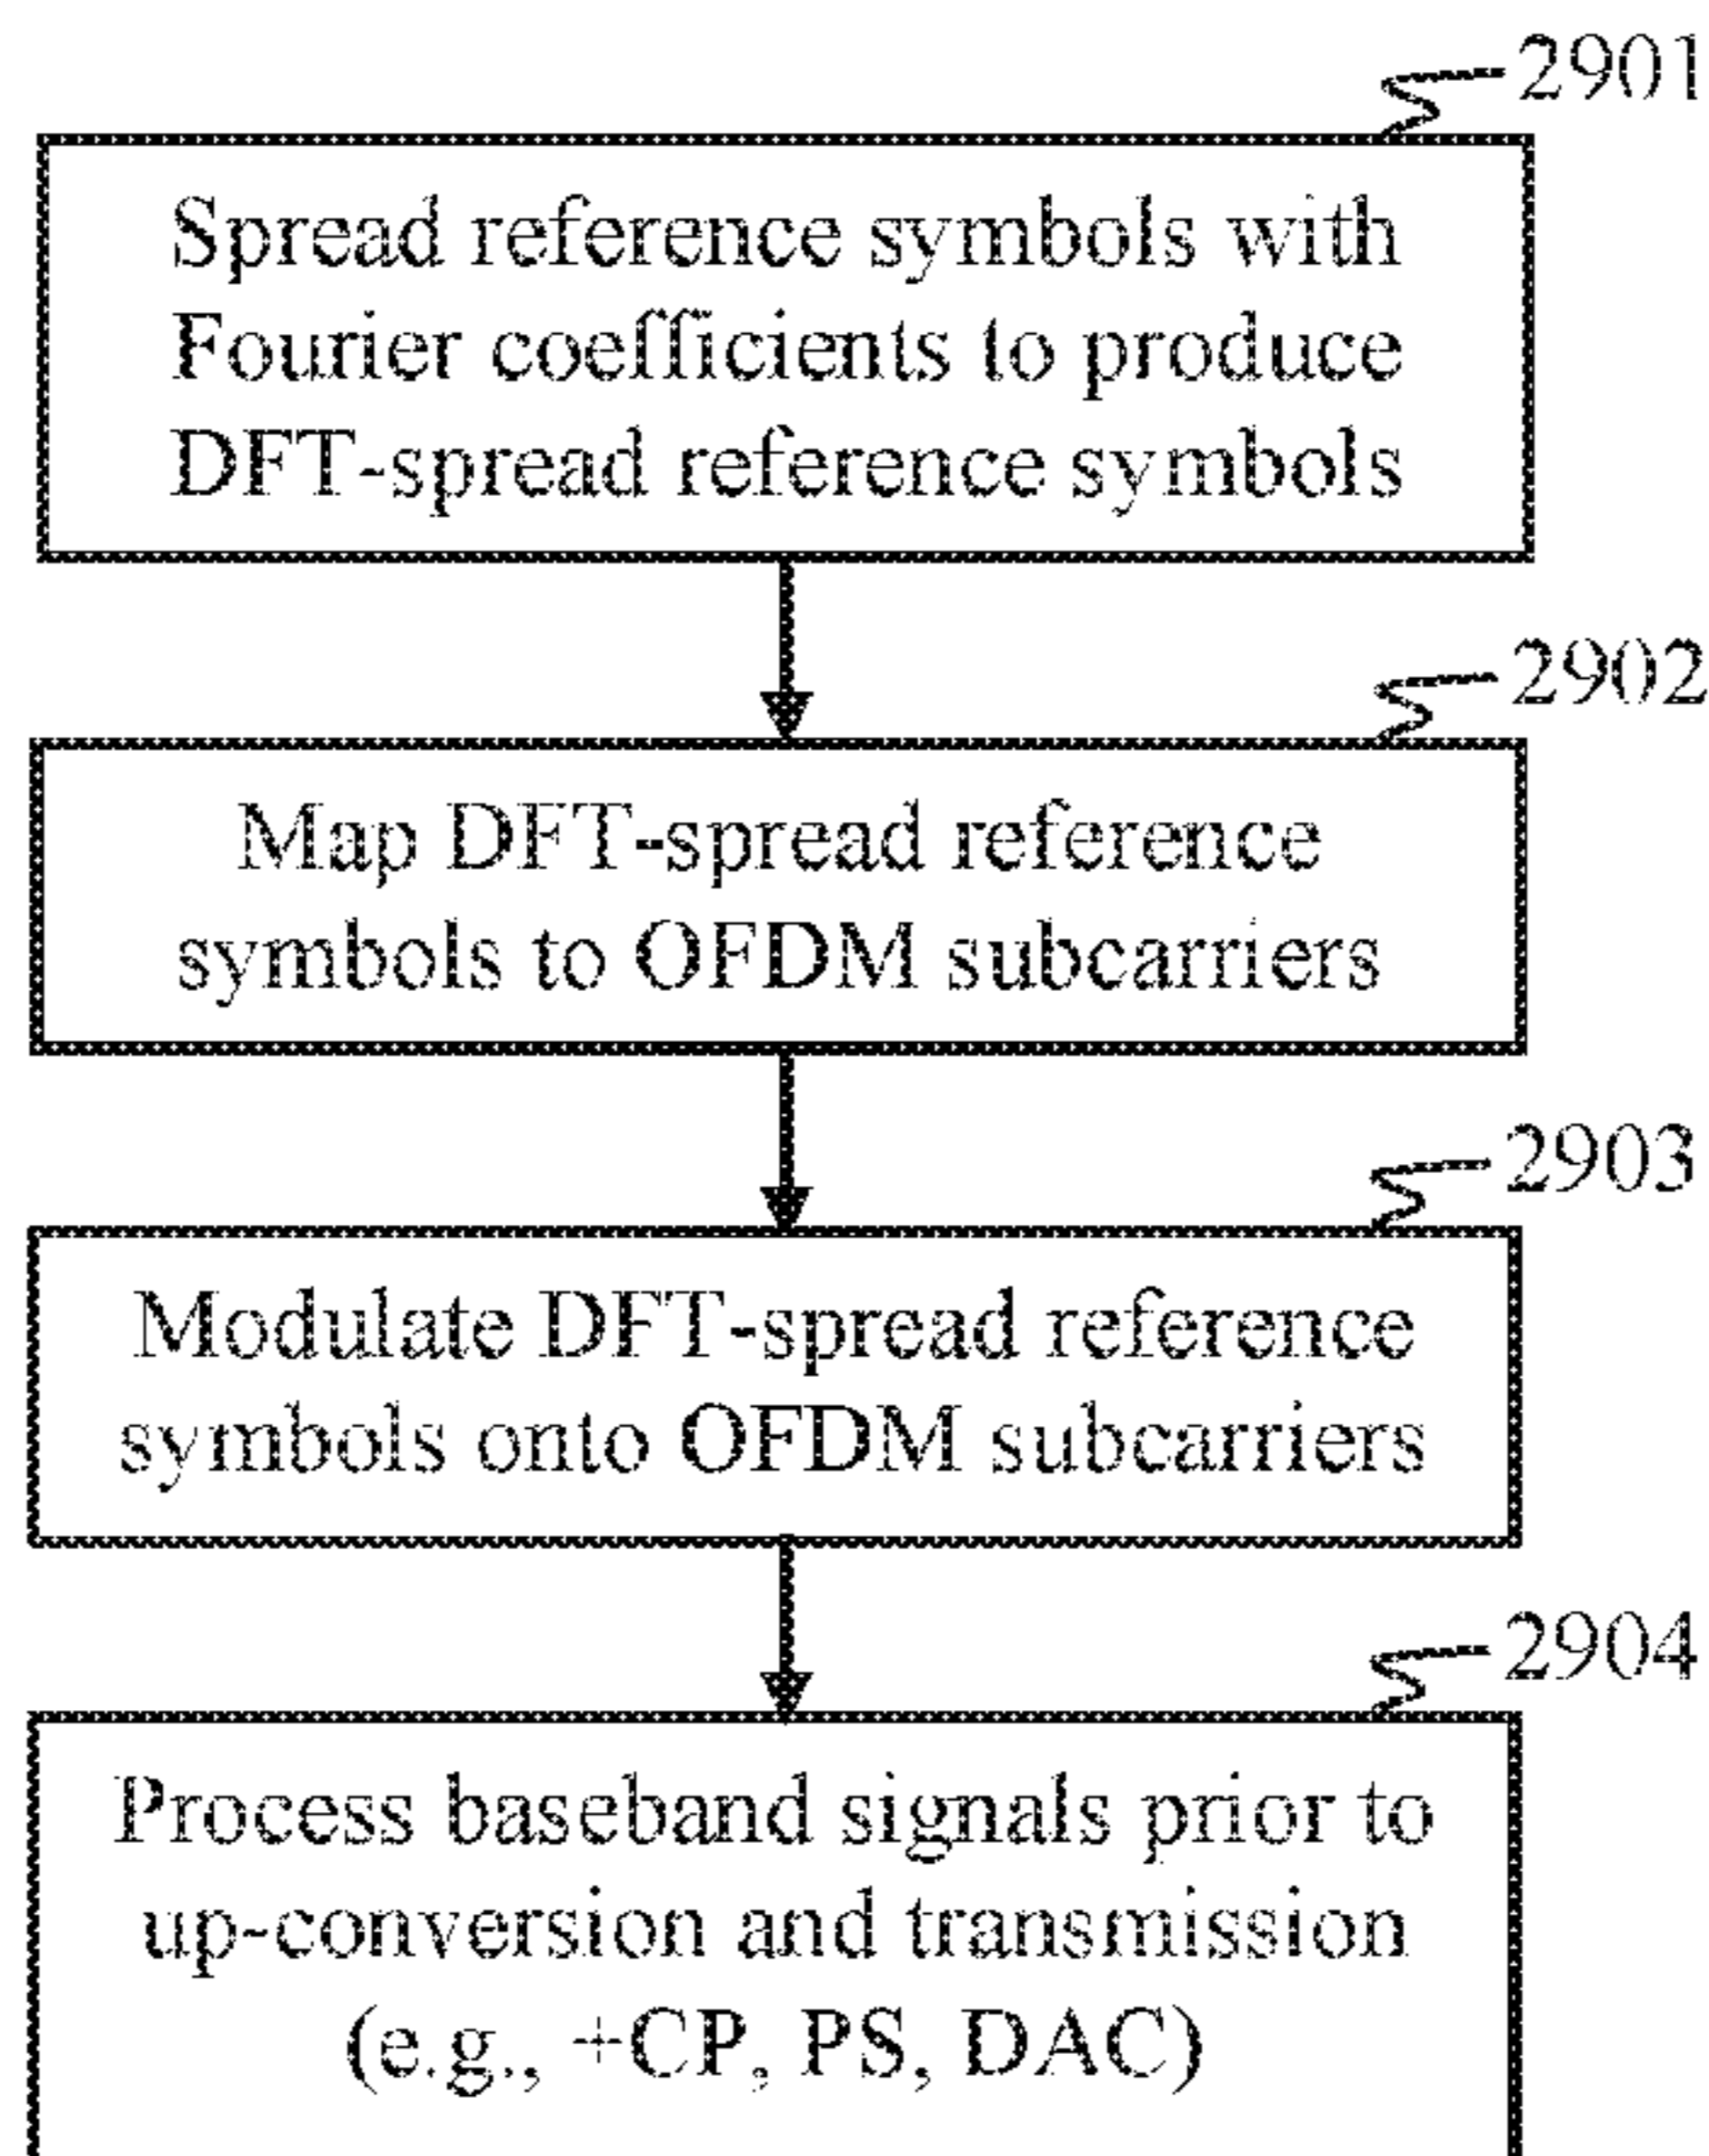 2901
Spread reference symbols with
Fourier coefficients to produce
DFT-spread reference symbols
2902
Map DFT-spread reference
symbols to OFDM subcarriers
2903
Modulate DFT-spread reference
symbols onto OFDM subcarriers
2904
Process baseband signals prior to
up-conversion and transmission
(e.g., +CP, PS, DAC)